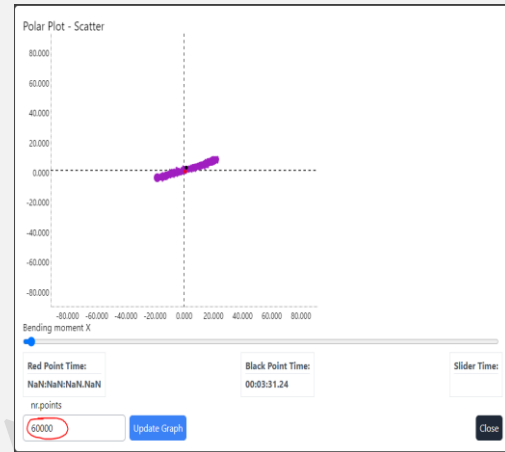 Polar Plot - Scatter
80.000
60.000
40.000
20.000
0.000
-20.000
-40.000
-60.000
-80.000
-80.000 -60.000 -40.000 -20.000 0.000 20.000 40.000 60.000 80.000
Bending moment X
Red Point Time: Black Point Time: Slider Time:
NaN:NaN:NaN.NaN 00:03:31.24
nr.points
60000 Update Graph Close